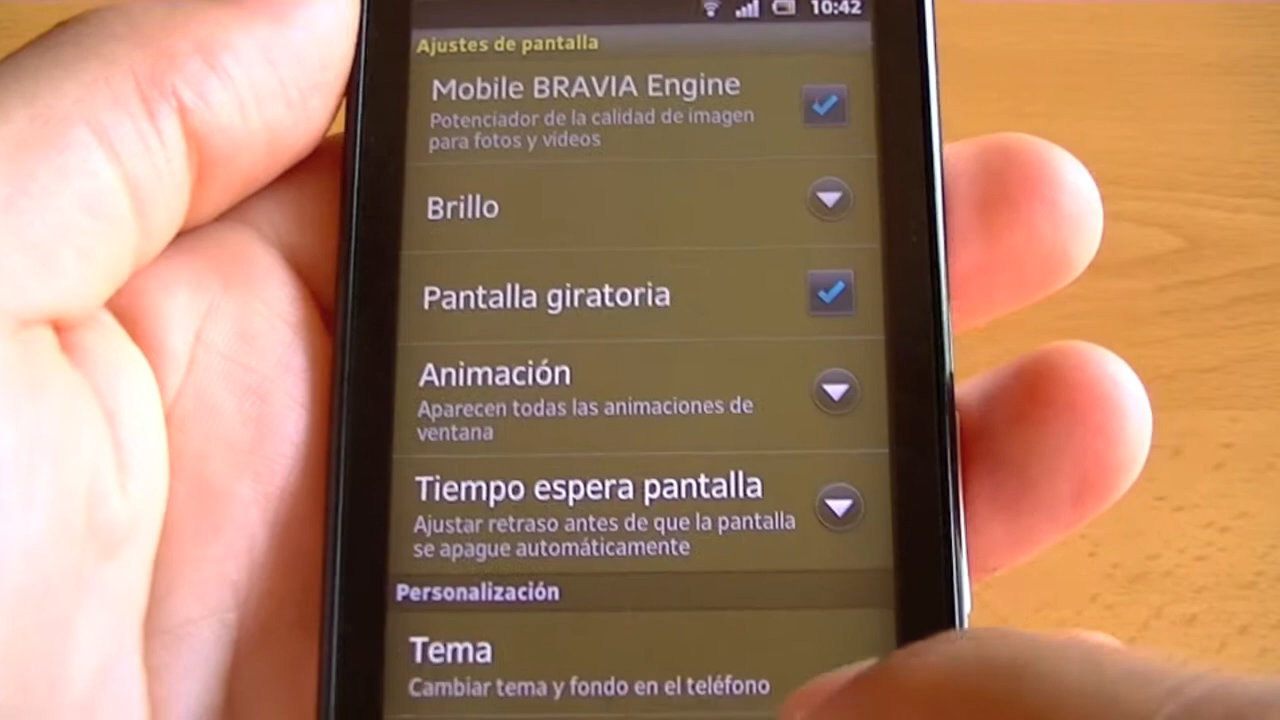 10:42
Ajustes de pantalla
Mobile BRAVIA Engine
Potenciador de la calidad de imagen
para fotos y videos
Brillo
Pantalla giratoria
Animación
Aparecen todas las animaciones de
ventana
Tiempo espera pantalla
Ajustar retraso antes de que la pantalla
se apague automáticamente
Personalización
Tema
Cambiar tema y fondo en el teléfono